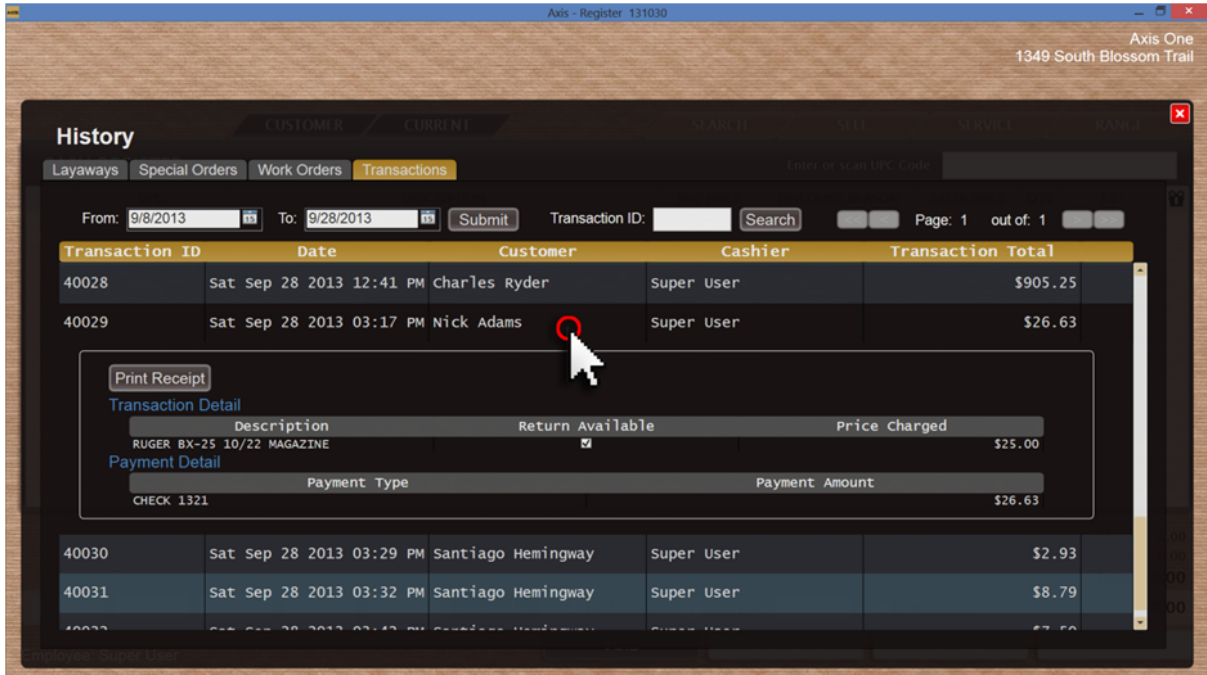 Axis - Register 131030
Axis One
1349 South Blossom Trail
CUSTOMER CURRENT SEARCH SELL SERVICE RANGE
History
Layaways Special Orders Work Orders Transactions
Enter or scan UPC Code
From: 9/8/2013 15 To: 9/28/2013 15 Submit Transaction ID: Search << < Page: 1 out of: 1 > >>
Transaction ID Date Customer Cashier Transaction Total
40028 Sat Sep 28 2013 12:41 PM Charles Ryder Super User $905.25
40029 Sat Sep 28 2013 03:17 PM Nick Adams Super User $26.63
Print Receipt
Transaction Detail
Description Return Available Price Charged
RUGER BX-25 10/22 MAGAZINE $25.00
Payment Detail
Payment Type Payment Amount
CHECK 1321 $26.63
40030 Sat Sep 28 2013 03:29 PM Santiago Hemingway Super User $2.93
40031 Sat Sep 28 2013 03:32 PM Santiago Hemingway Super User $8.79
Employee: Super User